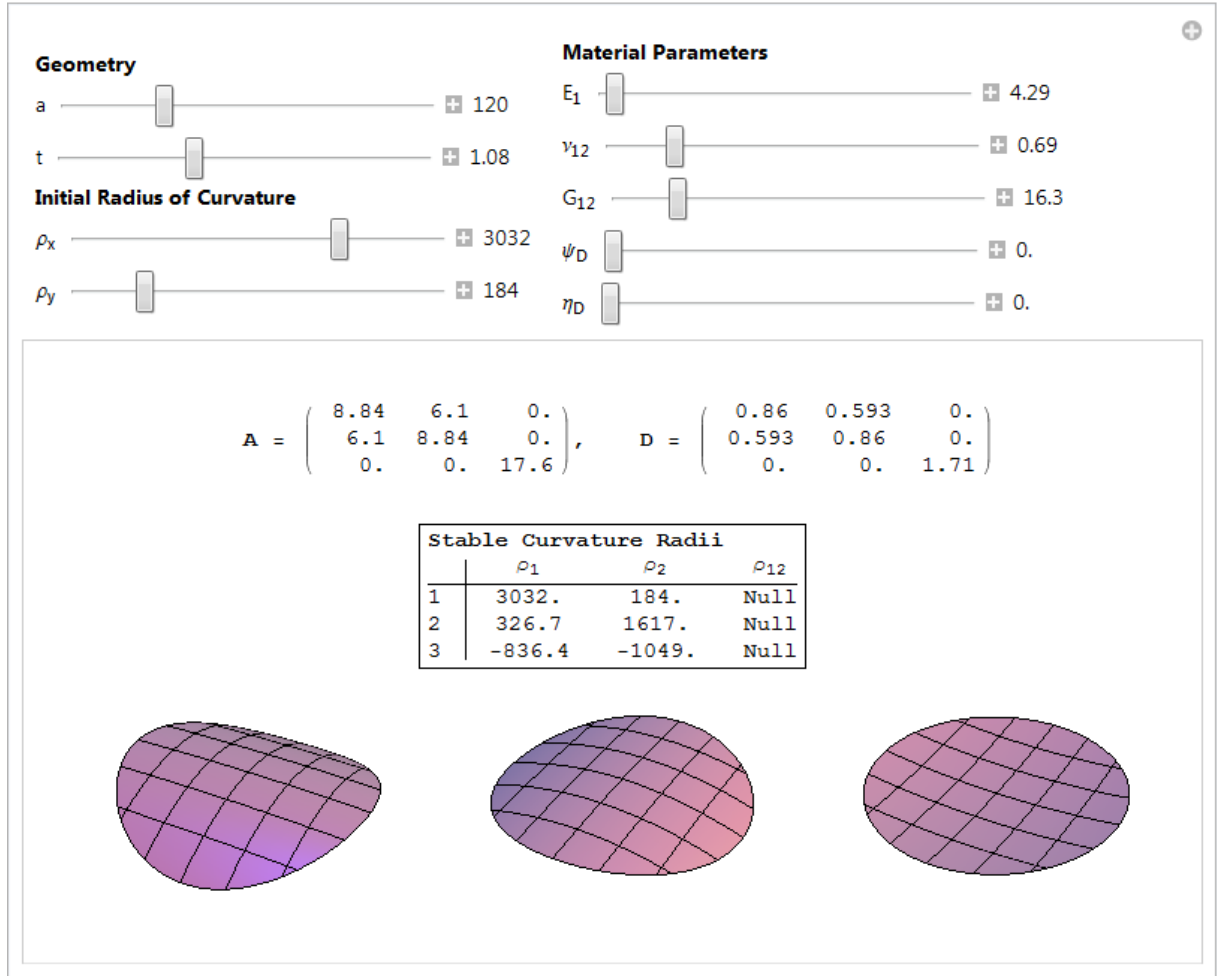 Geometry
a 120
t 1.08
Initial Radius of Curvature
ρx 3032
ρy 184
Material Parameters
E1 4.29
ν12 0.69
G12 16.3
ψD 0.
ηD 0.
A = ( 8.84 6.1 0.
6.1 8.84 0.
0. 0. 17.6 ),
D = ( 0.86 0.593 0.
0.593 0.86 0.
0. 0. 1.71 )
Stable Curvature Radii
ρ1 ρ2 ρ12
1 3032. 184. Null
2 326.7 1617. Null
3 -836.4 -1049. Null